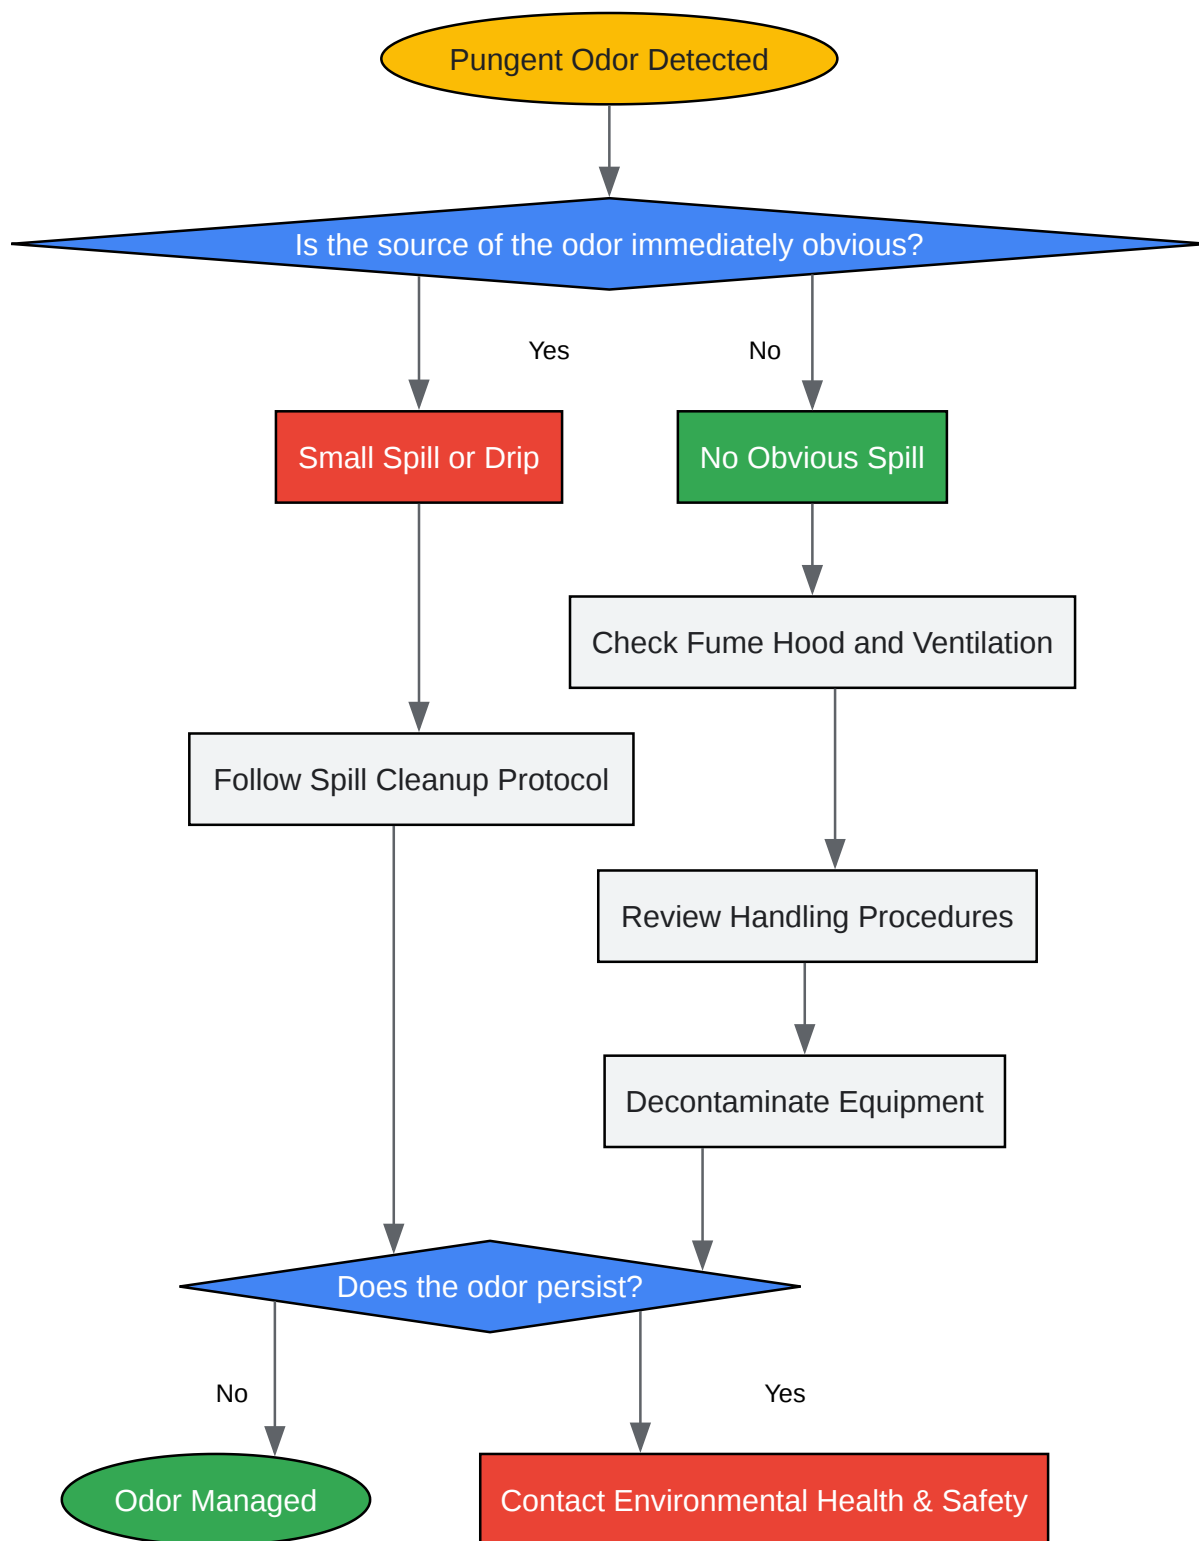 Pungent Odor Detected
Is the source of the odor immediately obvious?
Yes
No
Small Spill or Drip
No Obvious Spill
Check Fume Hood and Ventilation
Follow Spill Cleanup Protocol
Review Handling Procedures
Decontaminate Equipment
Does the odor persist?
No
Yes
Odor Managed
Contact Environmental Health & Safety